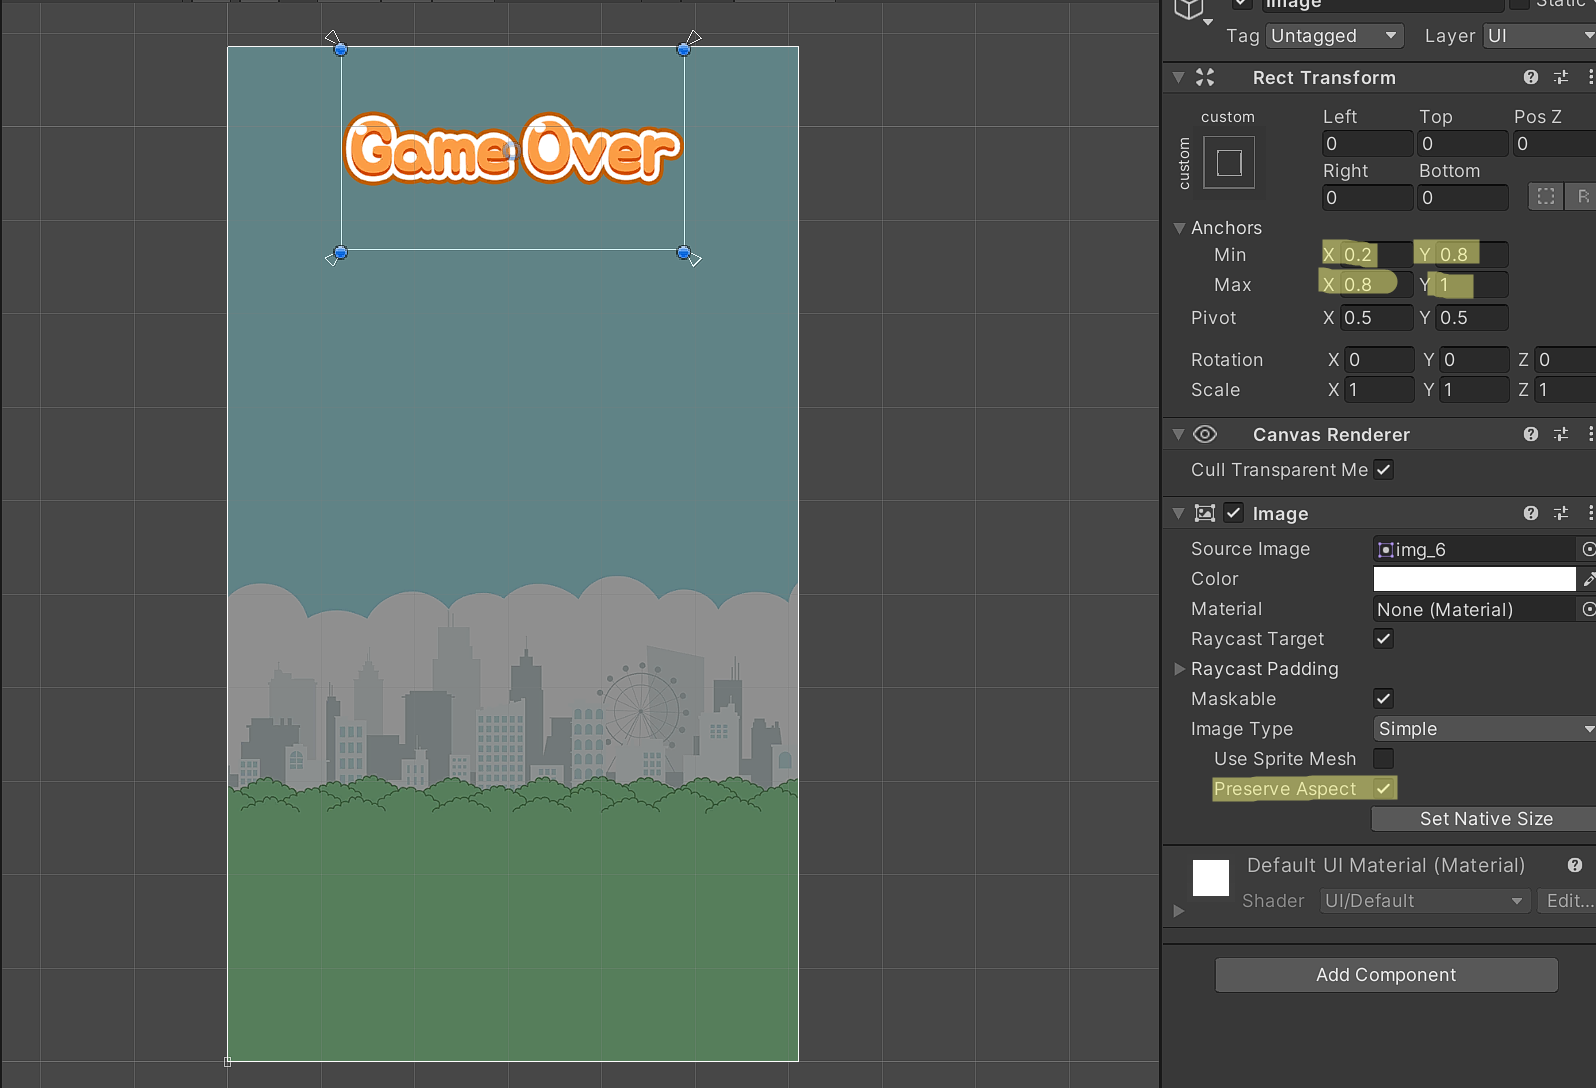 Image
Static
Tag Untagged Layer UI
Game Over
Rect Transform
custom
custom
Left Top Pos Z
0 0 0
Right Bottom
0 0
R
Anchors
Min X 0.2 Y 0.8
Max X 0.8 Y 1
Pivot X 0.5 Y 0.5
Rotation X 0 Y 0 Z 0
Scale X 1 Y 1 Z 1
Canvas Renderer
Cull Transparent Me
Image
Source Image img_6
Color
Material None (Material)
Raycast Target
Raycast Padding
Maskable
Image Type Simple
Use Sprite Mesh
Preserve Aspect
Set Native Size
Default UI Material (Material)
Shader UI/Default Edit...
Add Component